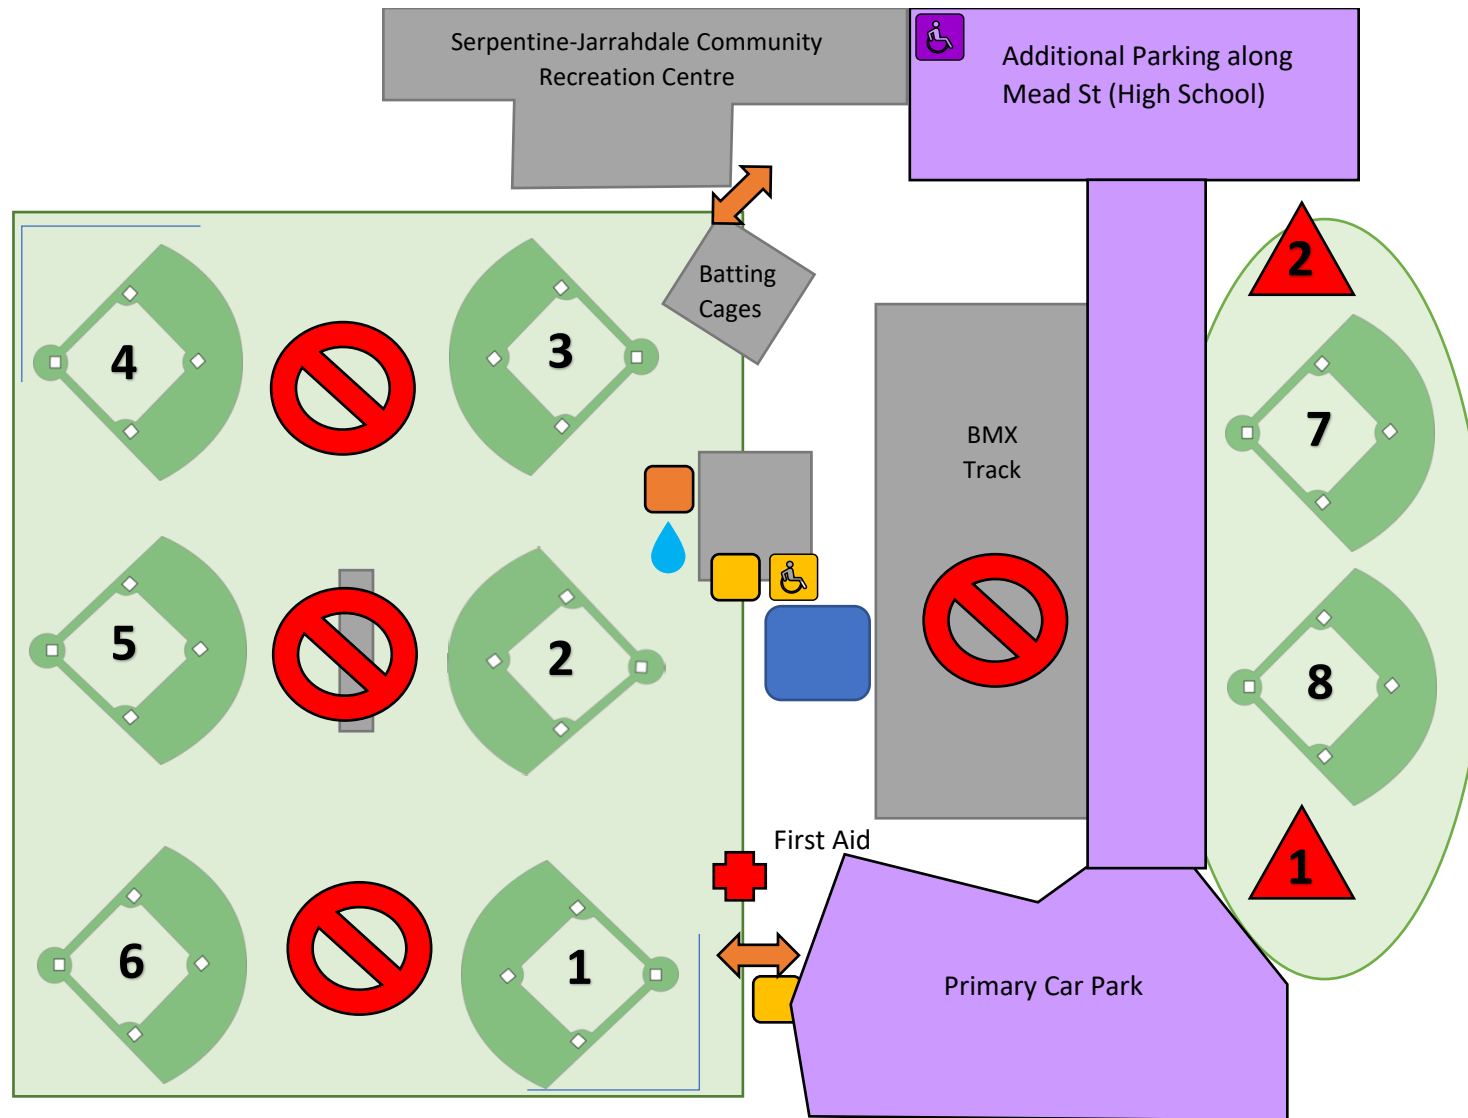 Serpentine-Jarrahdale Community
Recreation Centre
Additional Parking along
Mead St (High School)
2
Batting
Cages
4
3
7
BMX
Track
5
2
8
First Aid
1
6
1
Primary Car Park